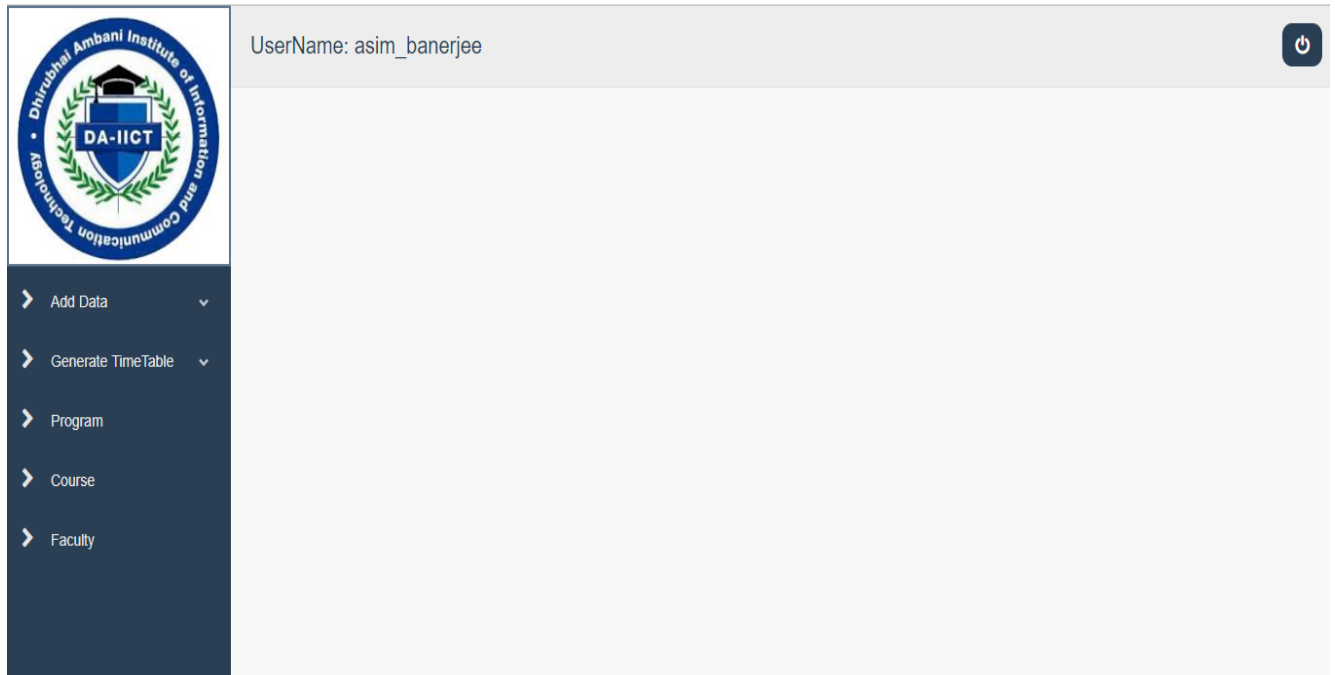 Dhirubhai Ambani Institute of Information and Communication Technology
DA-IICT
UserName: asim_banerjee
Add Data
Generate TimeTable
Program
Course
Faculty